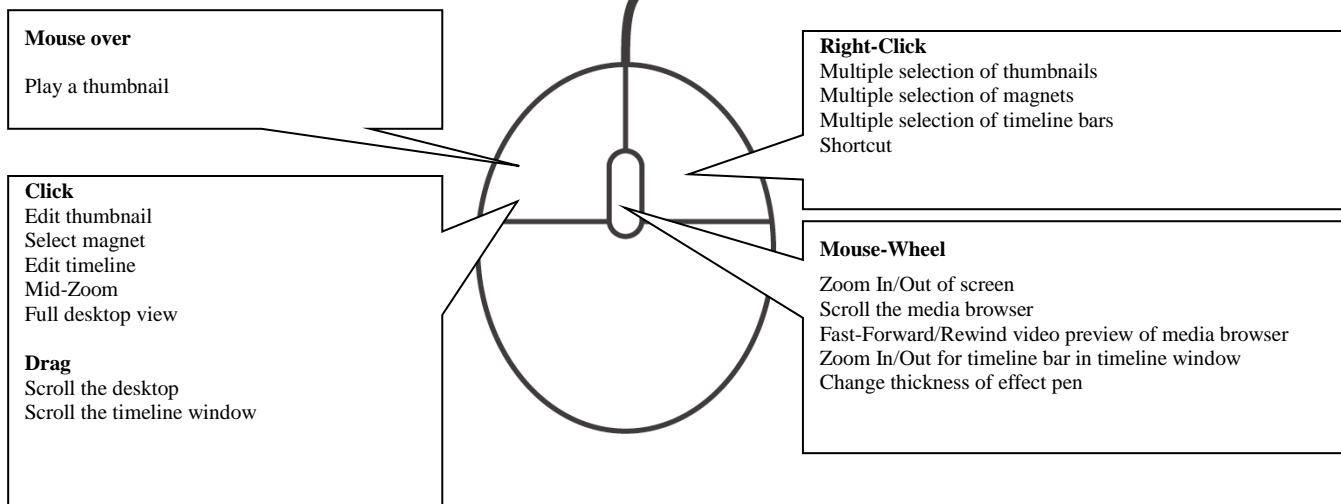 Mouse over
Play a thumbnail
Click
Edit thumbnail
Select magnet
Edit timeline
Mid-Zoom
Full desktop view
Drag
Scroll the desktop
Scroll the timeline window
Right-Click
Multiple selection of thumbnails
Multiple selection of magnets
Multiple selection of timeline bars
Shortcut
Mouse-Wheel
Zoom In/Out of screen
Scroll the media browser
Fast-Forward/Rewind video preview of media browser
Zoom In/Out for timeline bar in timeline window
Change thickness of effect pen